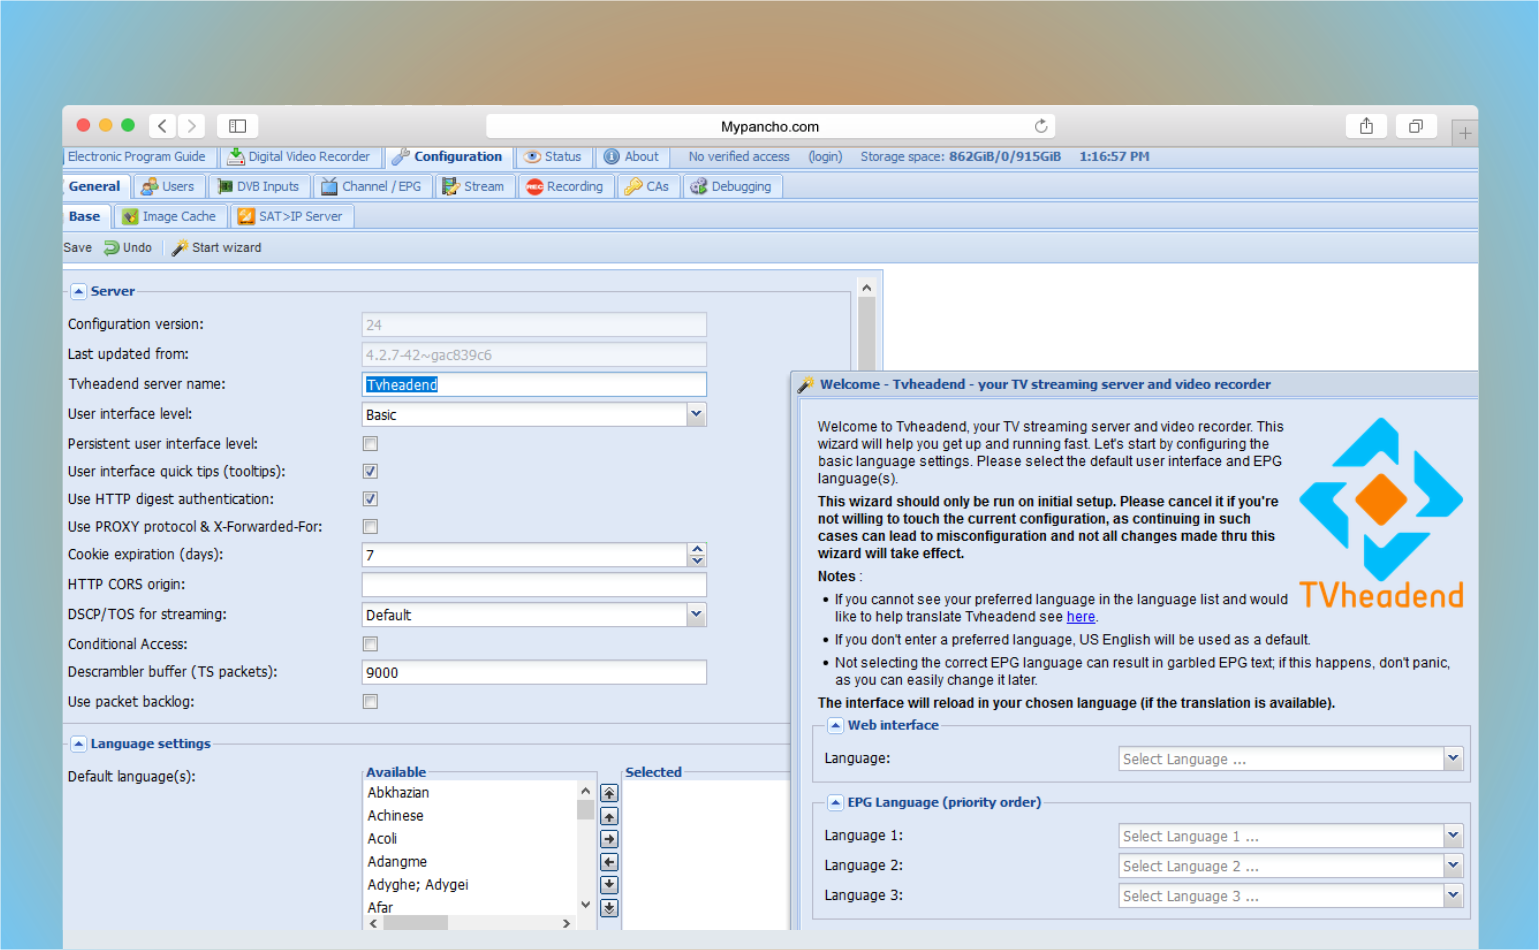 Mypancho.com
Electronic Program Guide Digital Video Recorder Configuration Status About No verified access (login) Storage space: 862GiB/0/915GiB 1:16:57 PM
General Users DVB Inputs Channel / EPG Stream REC Recording CAs Debugging
Base Image Cache SAT>IP Server
Save Undo Start wizard
Server
Configuration version: 24
Last updated from: 4.2.7-42~gac839c6
Tvheadend server name: Tvheadend
User interface level: Basic
Persistent user interface level:
User interface quick tips (tooltips):
Use HTTP digest authentication:
Use PROXY protocol & X-Forwarded-For:
Cookie expiration (days): 7
HTTP CORS origin:
DSCP/TOS for streaming: Default
Conditional Access:
Descrambler buffer (TS packets): 9000
Use packet backlog:
Language settings
Default language(s):
Available
Abkhazian
Achinese
Acoli
Adangme
Adyghe; Adygei
Afar
Selected
Welcome - Tvheadend - your TV streaming server and video recorder
Welcome to Tvheadend, your TV streaming server and video recorder. This
wizard will help you get up and running fast. Let's start by configuring the
basic language settings. Please select the default user interface and EPG
language(s).
This wizard should only be run on initial setup. Please cancel it if you're
not willing to touch the current configuration, as continuing in such
cases can lead to misconfiguration and not all changes made thru this
wizard will take effect.
Notes :
• If you cannot see your preferred language in the language list and would
like to help translate Tvheadend see here.
• If you don't enter a preferred language, US English will be used as a default.
• Not selecting the correct EPG language can result in garbled EPG text; if this happens, don't panic,
as you can easily change it later.
The interface will reload in your chosen language (if the translation is available).
TVheadend
Web interface
Language: Select Language ...
EPG Language (priority order)
Language 1: Select Language 1 ...
Language 2: Select Language 2 ...
Language 3: Select Language 3 ...